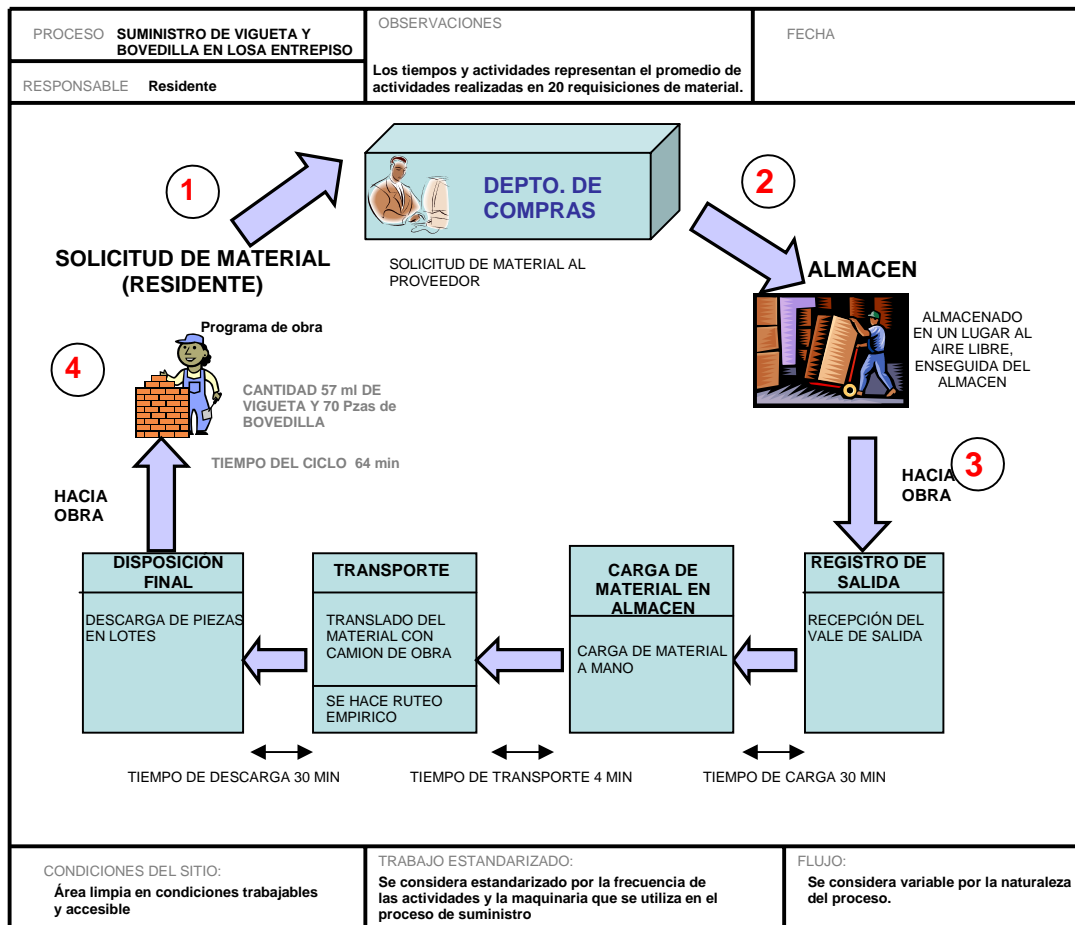 PROCESO SUMINISTRO DE VIGUETA Y
BOVEDILLA EN LOSA ENTREPISO
RESPONSABLE Residente
OBSERVACIONES
Los tiempos y actividades representan el promedio de
actividades realizadas en 20 requisiciones de material.
FECHA
1
DEPTO. DE
COMPRAS
2
SOLICITUD DE MATERIAL
(RESIDENTE)
SOLICITUD DE MATERIAL AL
PROVEEDOR
ALMACEN
ALMACENADO
EN UN LUGAR AL
AIRE LIBRE,
ENSEGUIDA DEL
ALMACEN
Programa de obra
4
CANTIDAD 57 ml DE
VIGUETA Y 70 Pzas de
BOVEDILLA
TIEMPO DEL CICLO 64 min
HACIA
OBRA
HACIA
OBRA
3
DISPOSICIÓN
FINAL
DESCARGA DE PIEZAS
EN LOTES
TRANSPORTE
TRANSLADO DEL
MATERIAL CON
CAMION DE OBRA
SE HACE RUTEO
EMPIRICO
CARGA DE
MATERIAL EN
ALMACEN
CARGA DE MATERIAL
A MANO
REGISTRO DE
SALIDA
RECEPCIÓN DEL
VALE DE SALIDA
TIEMPO DE DESCARGA 30 MIN
TIEMPO DE TRANSPORTE 4 MIN
TIEMPO DE CARGA 30 MIN
CONDICIONES DEL SITIO:
Área limpia en condiciones trabajables
y accesible
TRABAJO ESTANDARIZADO:
Se considera estandarizado por la frecuencia de
las actividades y la maquinaria que se utiliza en el
proceso de suministro
FLUJO:
Se considera variable por la naturaleza
del proceso.